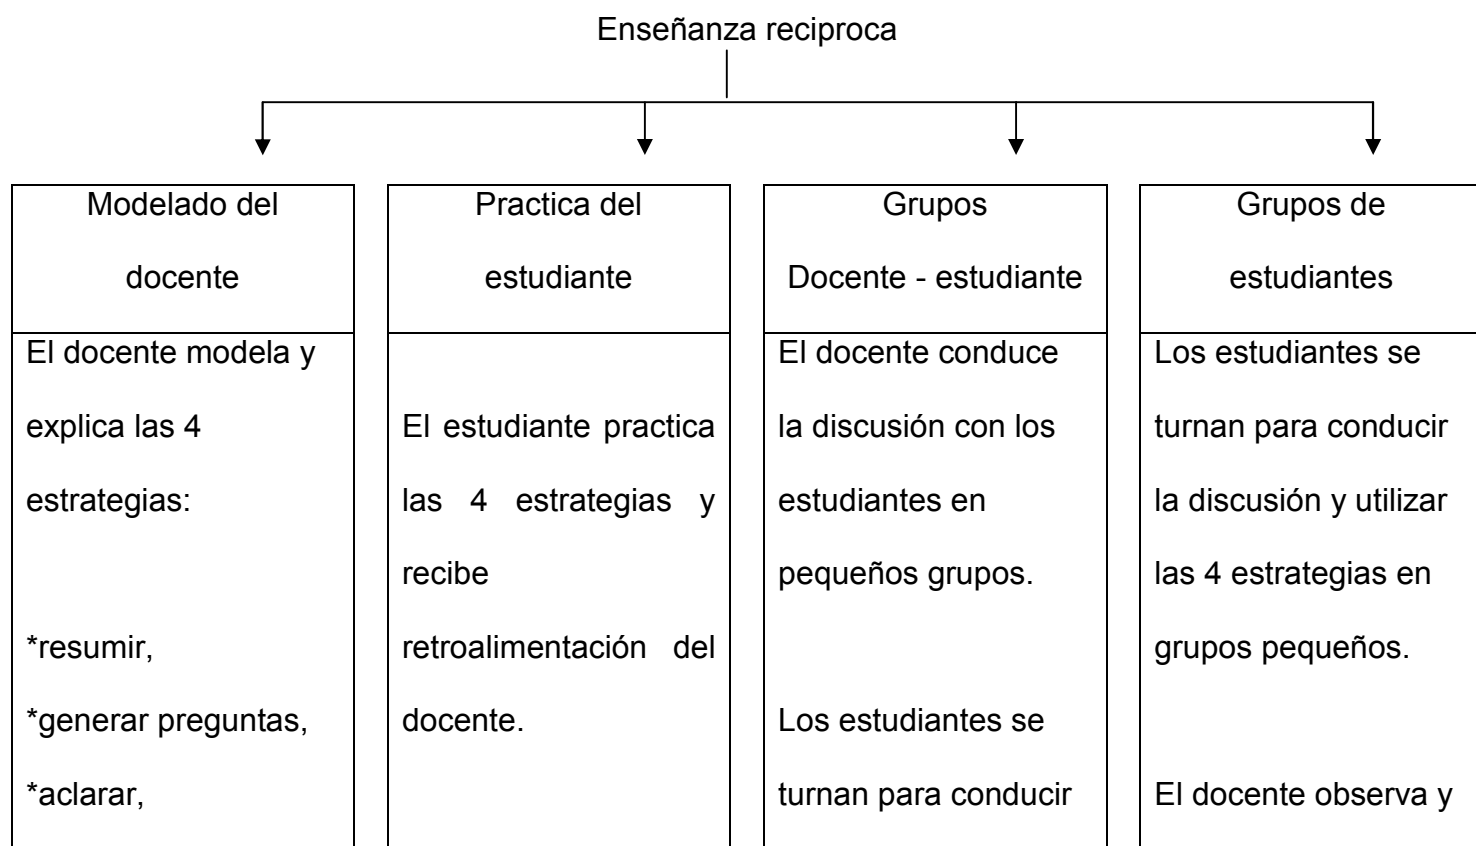 Enseñanza reciproca
Modelado del
docente
El docente modela y
explica las 4
estrategias:
*resumir,
*generar preguntas,
*aclarar,
Practica del
estudiante
El estudiante practica
las 4 estrategias y
recibe
retroalimentación del
docente.
Grupos
Docente - estudiante
El docente conduce
la discusión con los
estudiantes en
pequeños grupos.
Los estudiantes se
turnan para conducir
Grupos de
estudiantes
Los estudiantes se
turnan para conducir
la discusión y utilizar
las 4 estrategias en
grupos pequeños.
El docente observa y